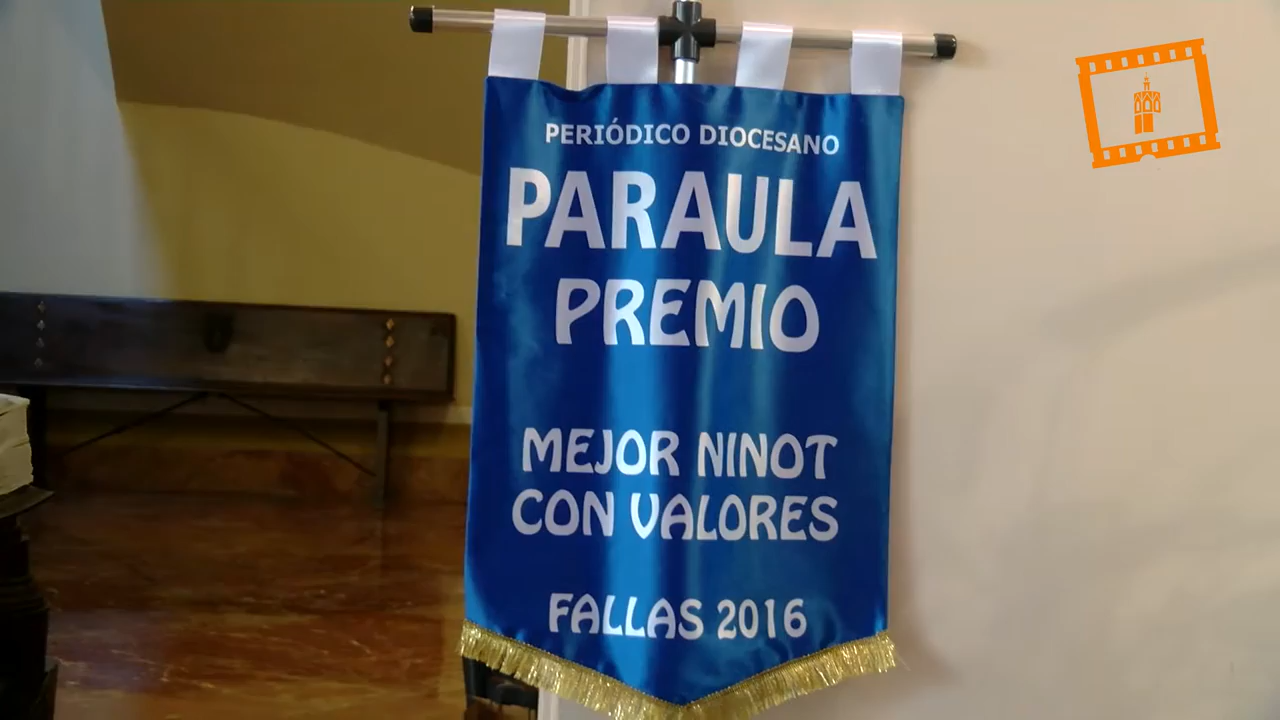 PERIÓDICO DIOCESANO
PARAULA
PREMIO
MEJOR NINOT
CON VALORES
FALLAS 2016